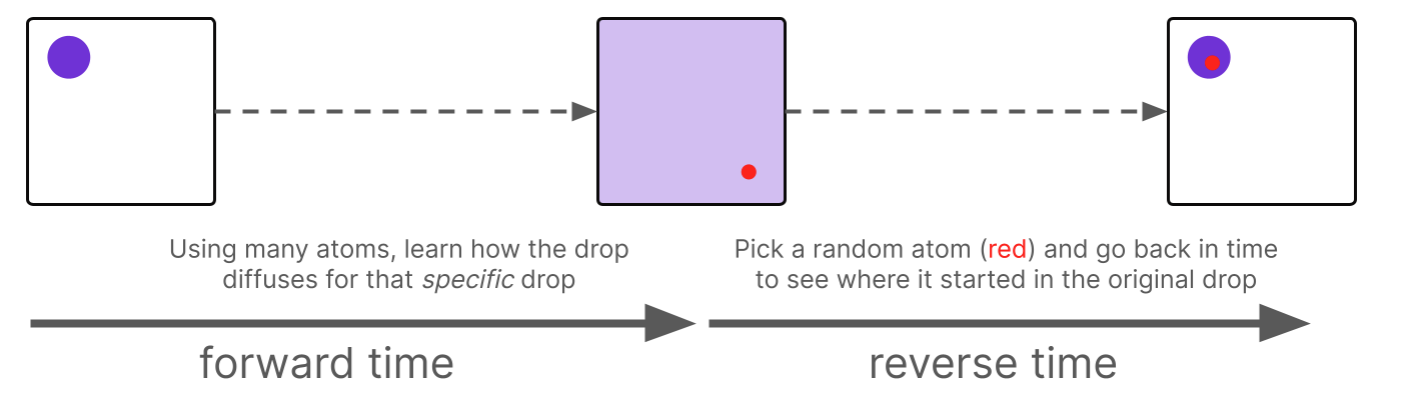 Using many atoms, learn how the drop
diffuses for that specific drop
Pick a random atom (red) and go back in time
to see where it started in the original drop
forward time
reverse time